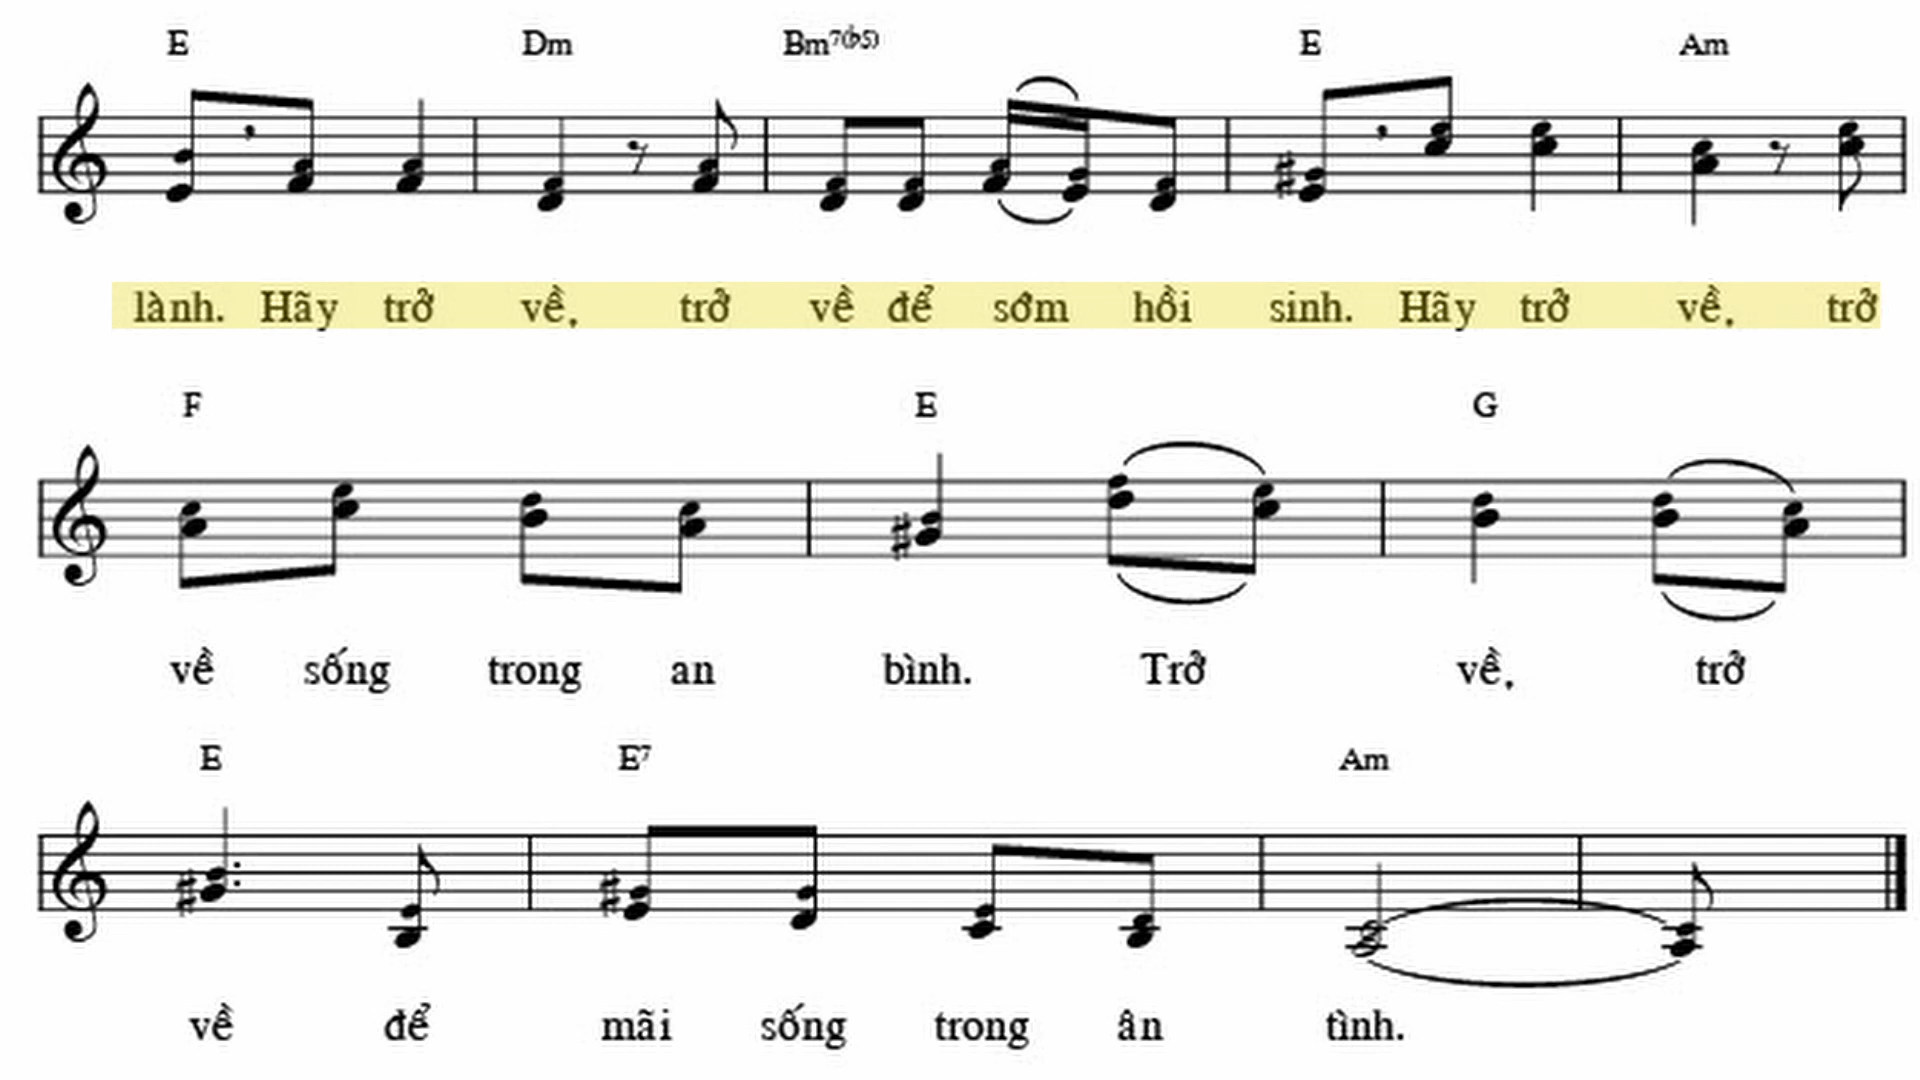 E Dm Bm7(b5) E Am
lành. Hãy trở về, trở về để sớm hồi sinh. Hãy trở về, trở
F E G
về sống trong an bình. Trở về, trở
E E7 Am
về để mãi sống trong ân tình.